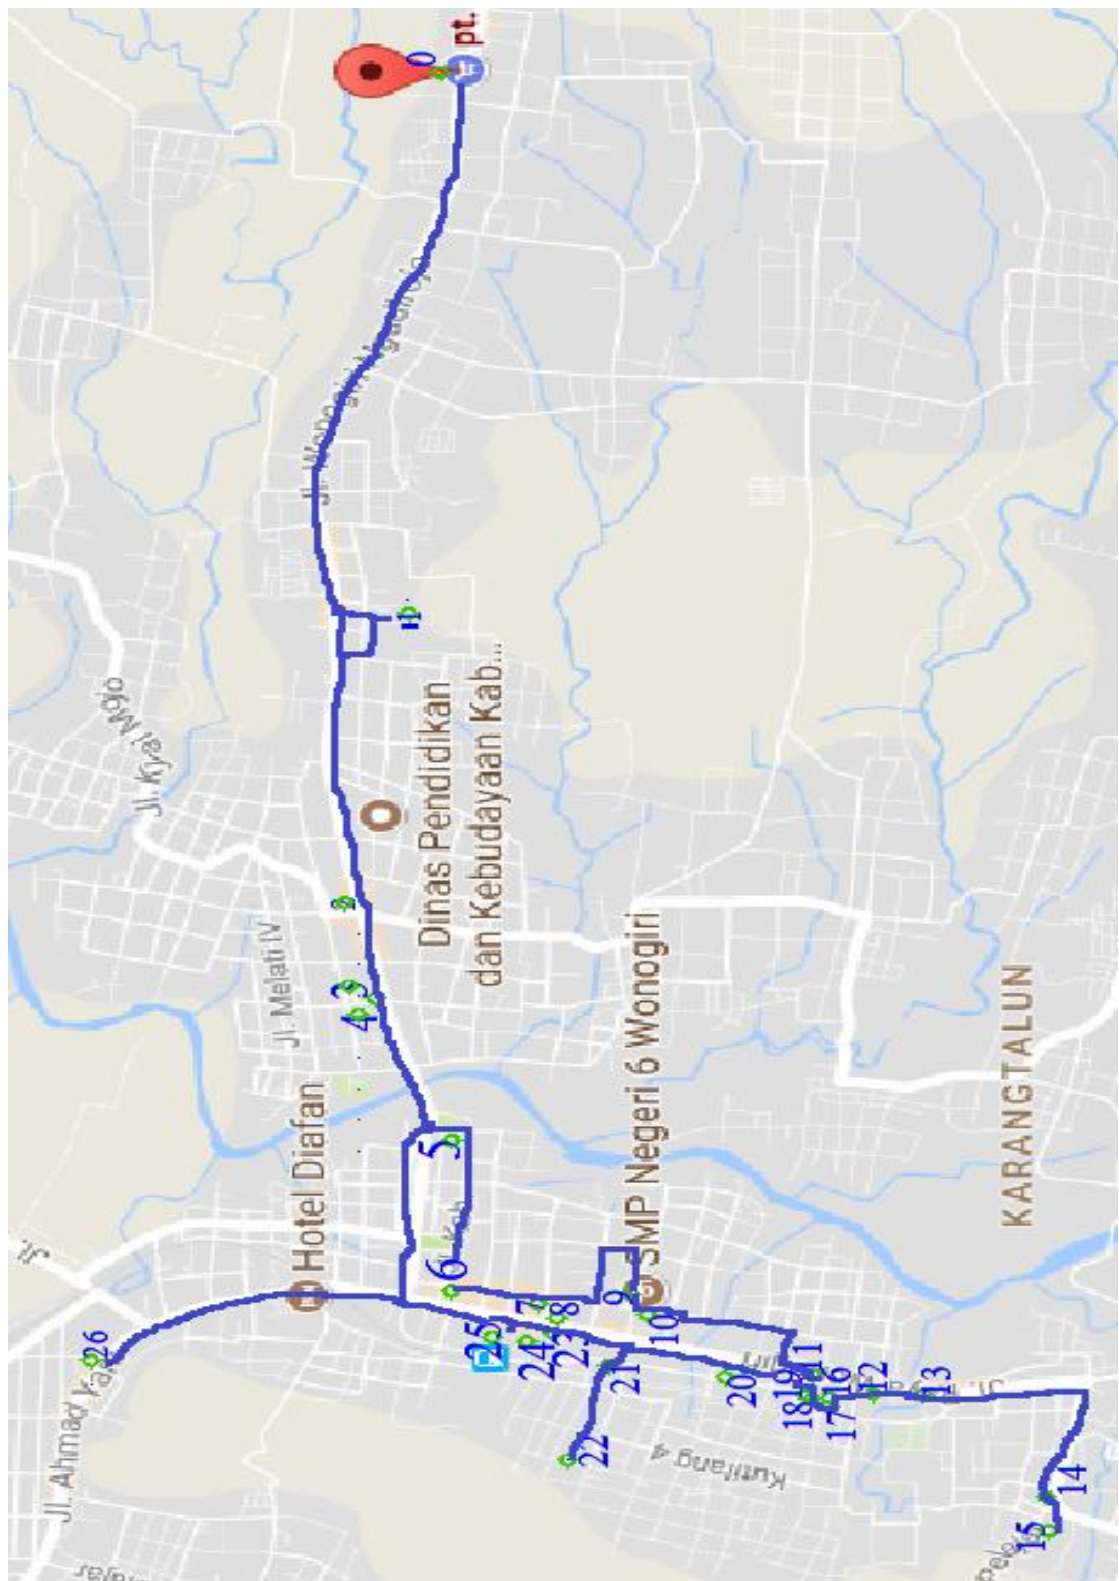 pt.
0
Jl. Wonogiri Ngadirojo
1
Jl. Kyai Mojo
Dinas Pendidikan
dan Kebudayaan Kab...
2
Jl. Melati IV
3
4
5
Hotel Diafan
6
7
8
9
SMP Negeri 6 Wonogiri
10
KARANGTALUN
11
12
13
14
15
16
17
18
19
20
21
22
Kutilang 4
23
24
25
P
26
Jl. Ahmad Yani
Jl.